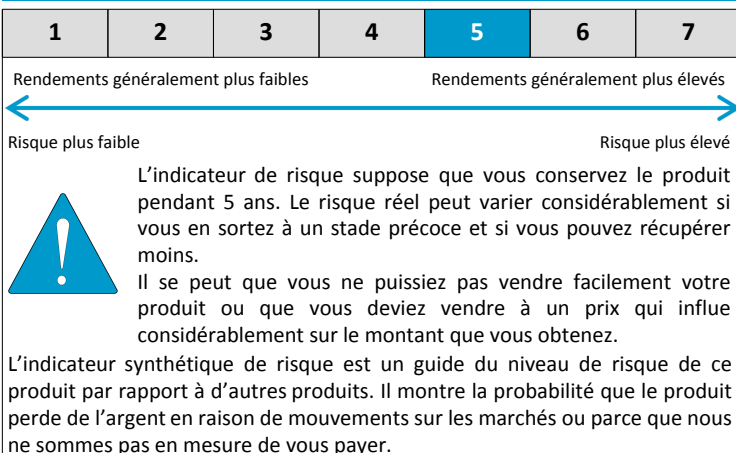 1 2 3 4 5 6 7
Rendements généralement plus faibles Rendements généralement plus élevés
Risque plus faible Risque plus élevé
L’indicateur de risque suppose que vous conservez le produit
pendant 5 ans. Le risque réel peut varier considérablement si
vous en sortez à un stade précoce et si vous pouvez récupérer
moins.
Il se peut que vous ne puissiez pas vendre facilement votre
produit ou que vous deviez vendre à un prix qui influe
considérablement sur le montant que vous obtenez.
L’indicateur synthétique de risque est un guide du niveau de risque de ce
produit par rapport à d’autres produits. Il montre la probabilité que le produit
perde de l’argent en raison de mouvements sur les marchés ou parce que nous
ne sommes pas en mesure de vous payer.